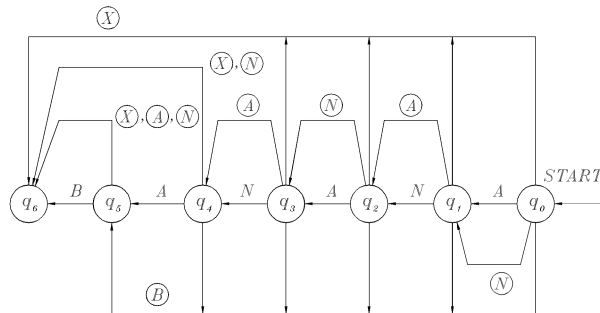 X
X, N
A N A
X, A, N
START
B A N A N A
q₆ q₅ q₄ q₃ q₂ q₁ q₀
N
B